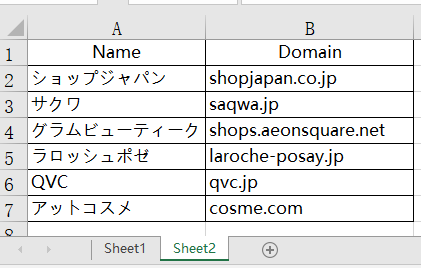 A B
1 Name Domain
2 ショップジャパン shopjapan.co.jp
3 サクワ saqwa.jp
4 グラムビューティーク shops.aeonsquare.net
5 ラロッシュポゼ laroche-posay.jp
6 QVC qvc.jp
7 アットコスメ cosme.com
Sheet1 Sheet2